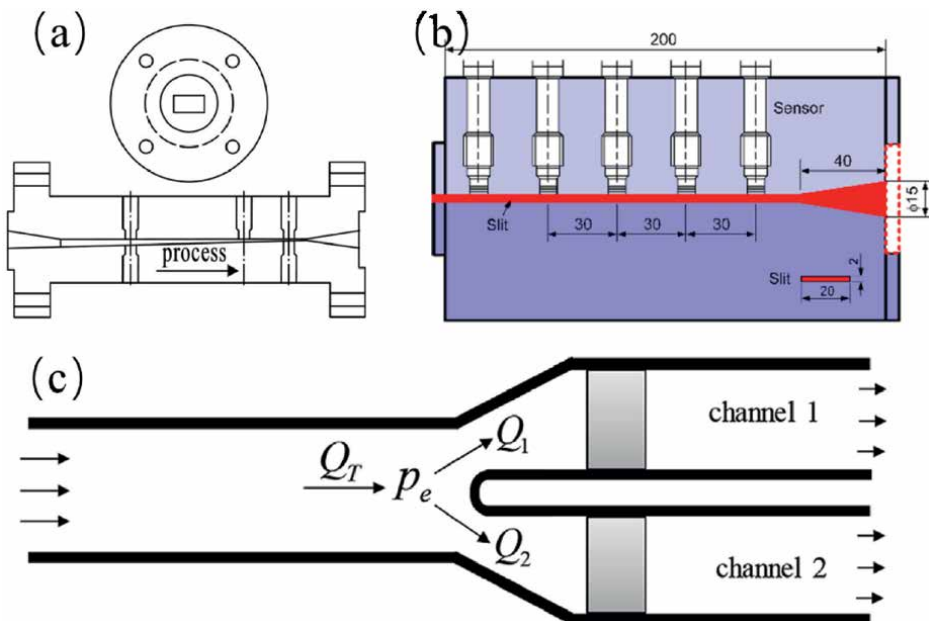 (a)
process
(b)
200
Sensor
40
ϕ15
Slit
30
30
30
Slit
2
20
(c)
Q_T
p_e
Q_1
Q_2
channel 1
channel 2